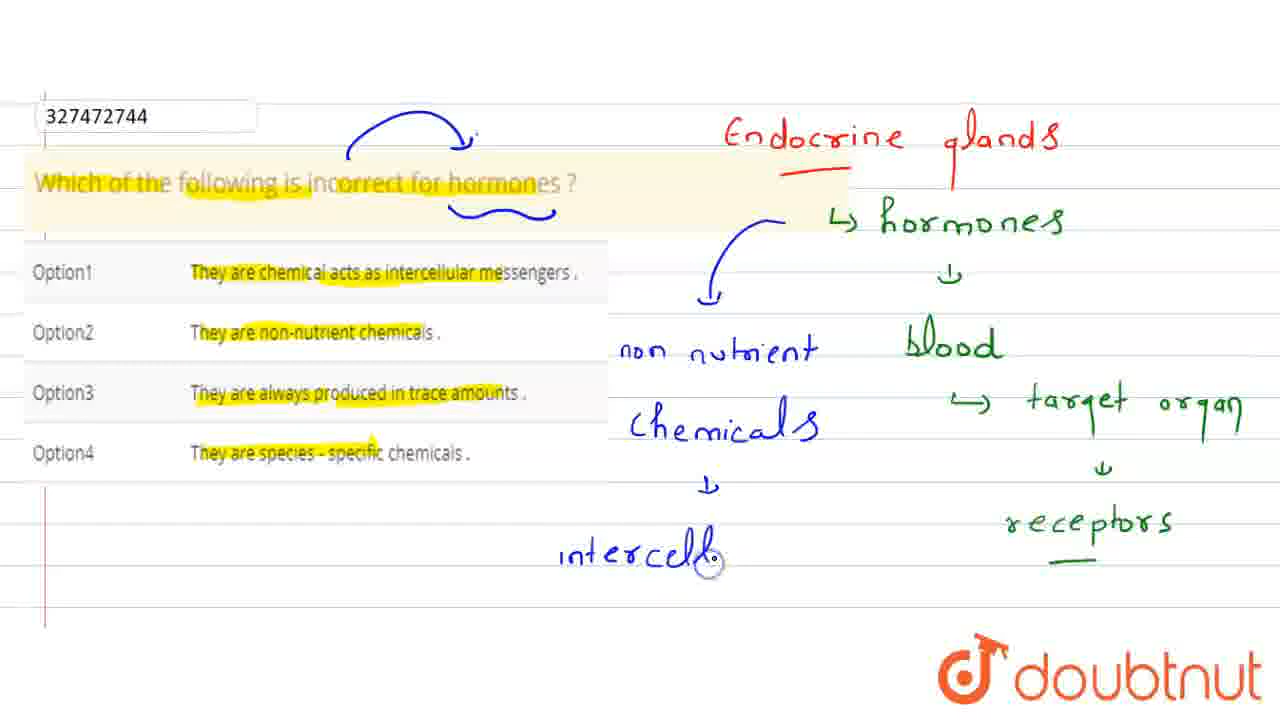 327472744
Which of the following is incorrect for hormones ?
Option1 They are chemical acts as intercellular messengers .
Option2 They are non-nutrient chemicals .
Option3 They are always produced in trace amounts .
Option4 They are species - specific chemicals .
Endocrine glands
↳ hormones
↓
blood
↳ target organ
↓
receptors
non nutrient
chemicals
↓
intercell
doubtnut